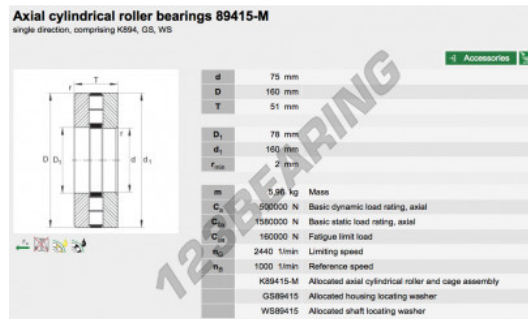 Axial cylindrical roller bearings 89415-M
single direction, comprising K894, GS, WS
Accessories
T
r
r
D D₁ d d₁
d 75 mm
D 160 mm
T 51 mm
D₁ 78 mm
d₁ 160 mm
rmin 2 mm
m 5,96 kg Mass
Ca 500000 N Basic dynamic load rating, axial
C0a 1580000 N Basic static load rating, axial
Cua 160000 N Fatigue limit load
nG 2440 1/min Limiting speed
nB 1000 1/min Reference speed
K89415-M Allocated axial cylindrical roller and cage assembly
GS89415 Allocated housing locating washer
WS89415 Allocated shaft locating washer
123BEARING